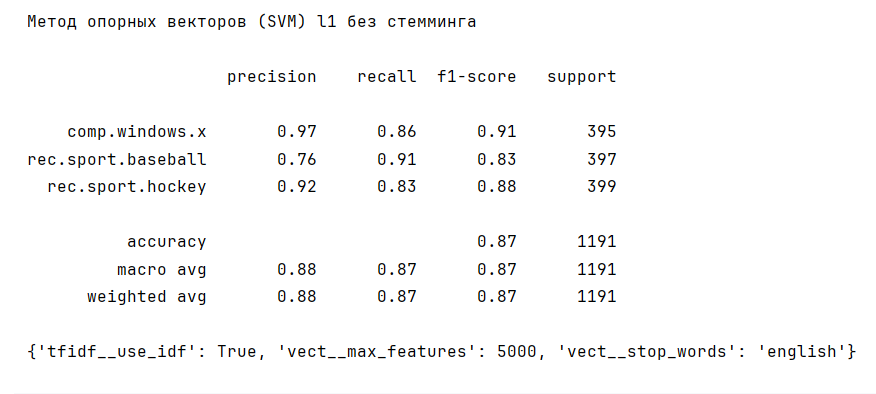 Метод опорных векторов (SVM) l1 без стемминга
precision recall f1-score support
comp.windows.x 0.97 0.86 0.91 395
rec.sport.baseball 0.76 0.91 0.83 397
rec.sport.hockey 0.92 0.83 0.88 399
accuracy 0.87 1191
macro avg 0.88 0.87 0.87 1191
weighted avg 0.88 0.87 0.87 1191
{'tfidf__use_idf': True, 'vect__max_features': 5000, 'vect__stop_words': 'english'}